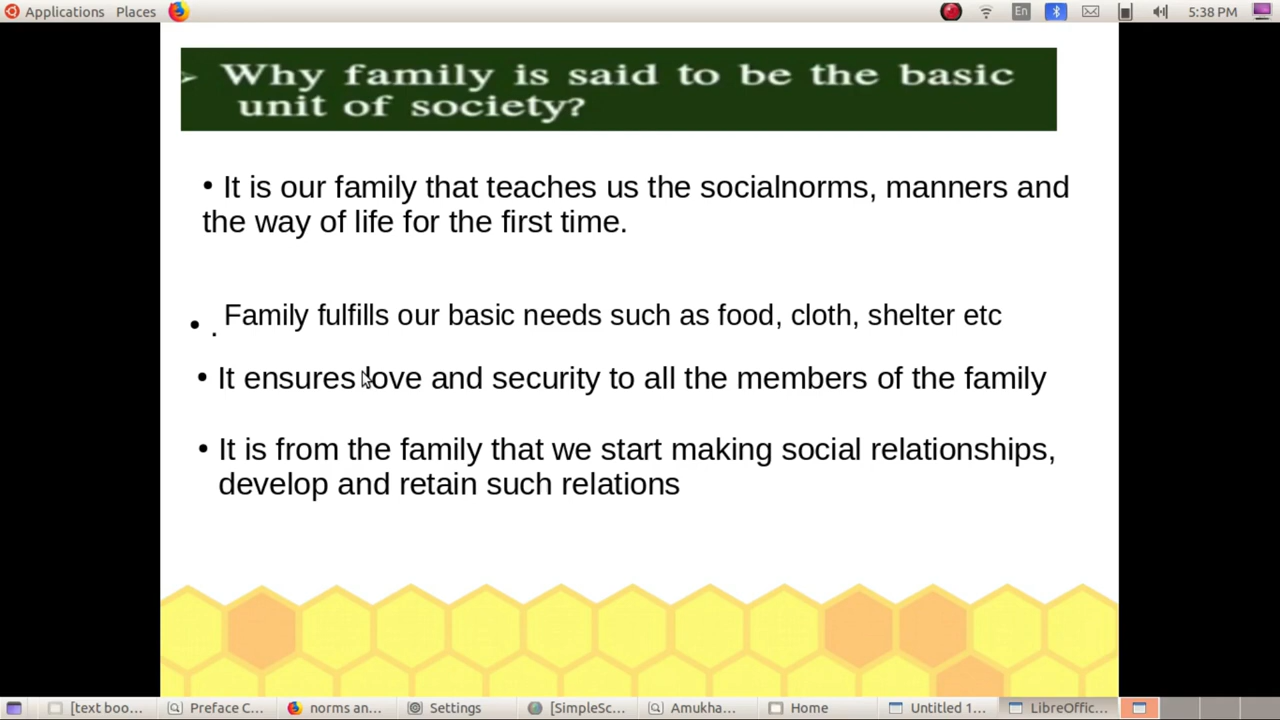 Applications Places En 5:38 PM
➢ Why family is said to be the basic
unit of society?
• It is our family that teaches us the socialnorms, manners and
the way of life for the first time.
• . Family fulfills our basic needs such as food, cloth, shelter etc
• It ensures love and security to all the members of the family
• It is from the family that we start making social relationships,
develop and retain such relations
[text boo... Preface C... norms an... Settings [SimpleSc... Amukha... Home Untitled 1... LibreOffic...